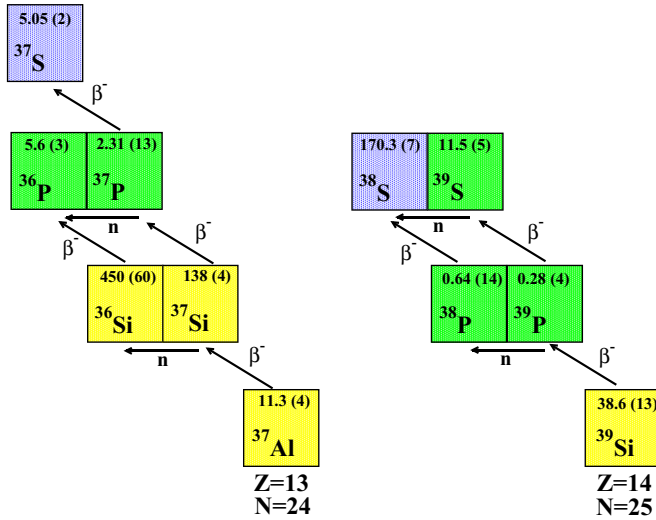 5.05 (2)
37S
β-
5.6 (3) 2.31 (13)
36P 37P
n
β- β-
450 (60) 138 (4)
36Si 37Si
n
β-
11.3 (4)
37Al
Z=13
N=24
170.3 (7) 11.5 (5)
38S 39S
n
β- β-
0.64 (14) 0.28 (4)
38P 39P
n
β-
38.6 (13)
39Si
Z=14
N=25